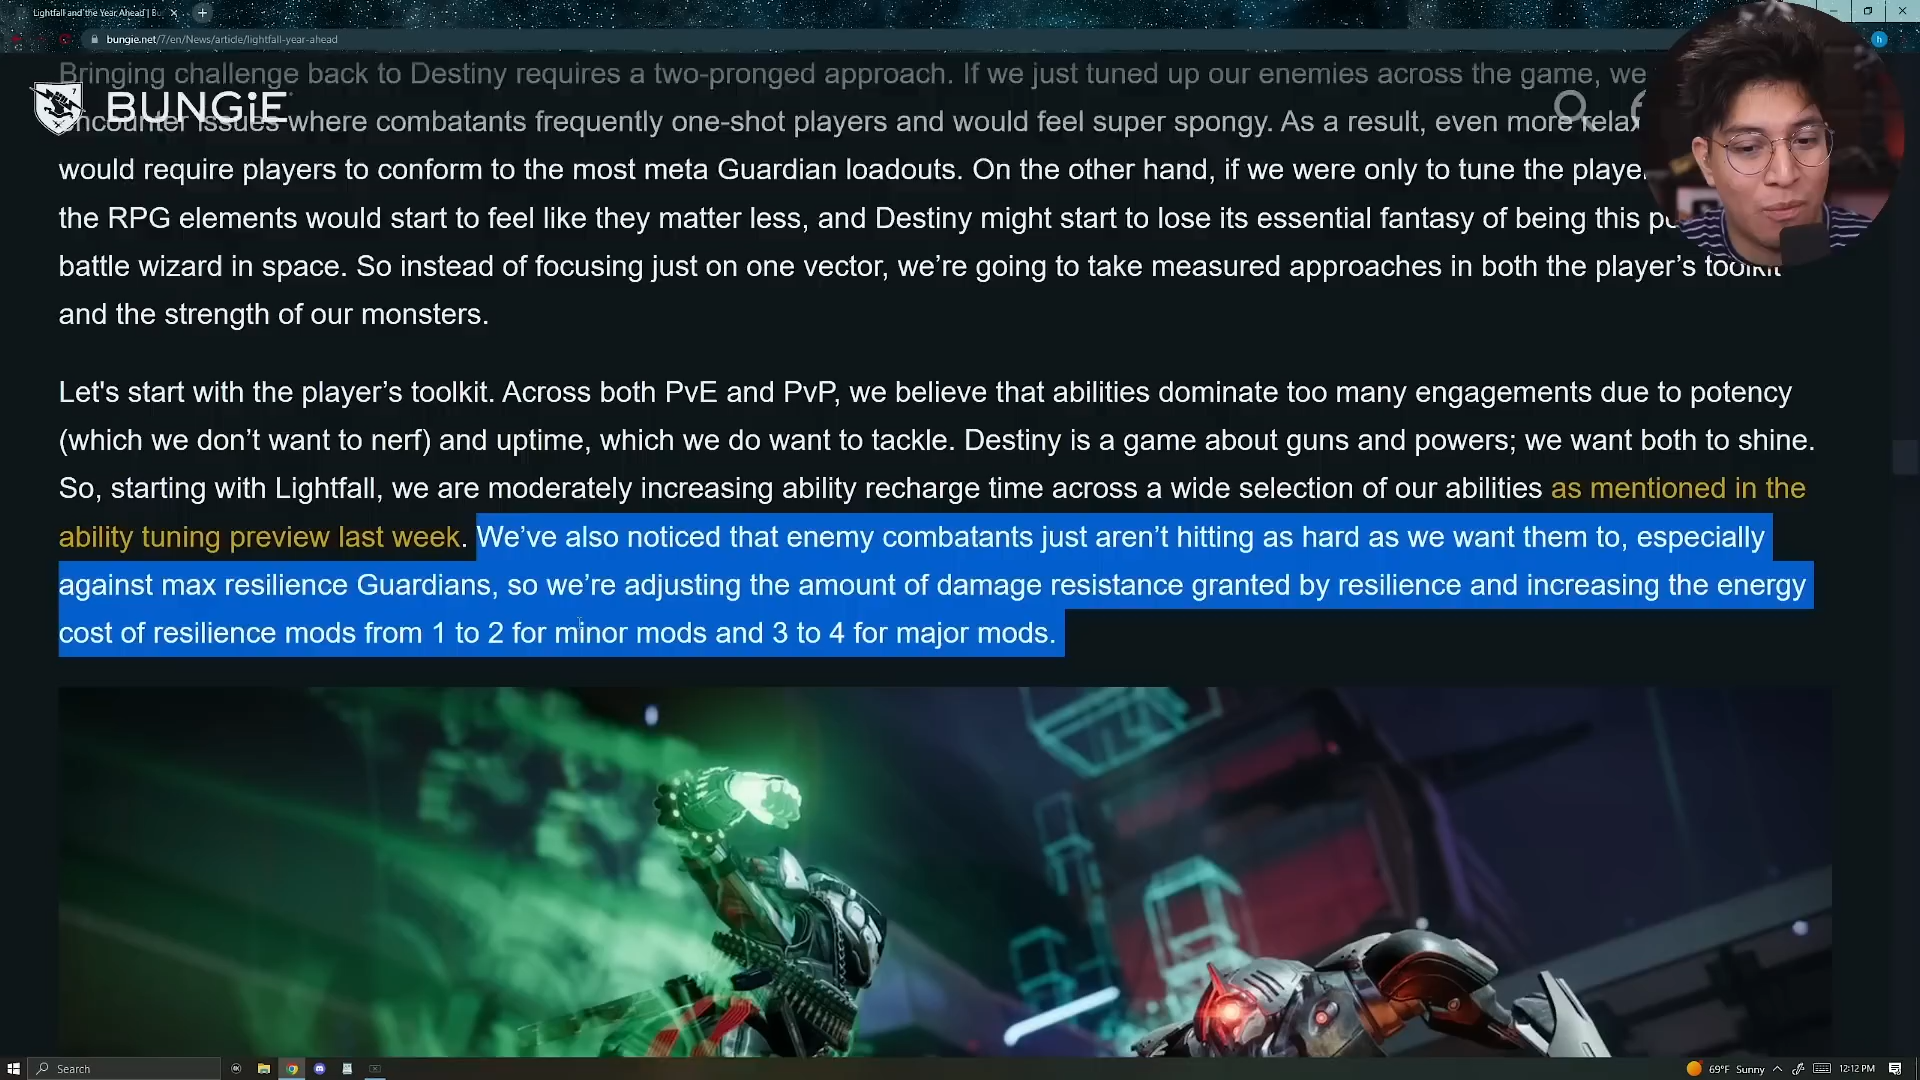 Lightfall and the Year Ahead | Bu
bungie.net/7/en/News/article/lightfall-year-ahead
h
Bringing challenge back to Destiny requires a two-pronged approach. If we just tuned up our enemies across the game, we
BUNGiE
encounter issues where combatants frequently one-shot players and would feel super spongy. As a result, even more
would require players to conform to the most meta Guardian loadouts. On the other hand, if we were only to tune the
the RPG elements would start to feel like they matter less, and Destiny might start to lose its essential fantasy of being this
battle wizard in space. So instead of focusing just on one vector, we’re going to take measured approaches in both the player’s toolkit
and the strength of our monsters.
Let's start with the player’s toolkit. Across both PvE and PvP, we believe that abilities dominate too many engagements due to potency
(which we don’t want to nerf) and uptime, which we do want to tackle. Destiny is a game about guns and powers; we want both to shine.
So, starting with Lightfall, we are moderately increasing ability recharge time across a wide selection of our abilities as mentioned in the
ability tuning preview last week. We’ve also noticed that enemy combatants just aren’t hitting as hard as we want them to, especially
against max resilience Guardians, so we’re adjusting the amount of damage resistance granted by resilience and increasing the energy
cost of resilience mods from 1 to 2 for minor mods and 3 to 4 for major mods.
Search
69°F Sunny
12:12 PM